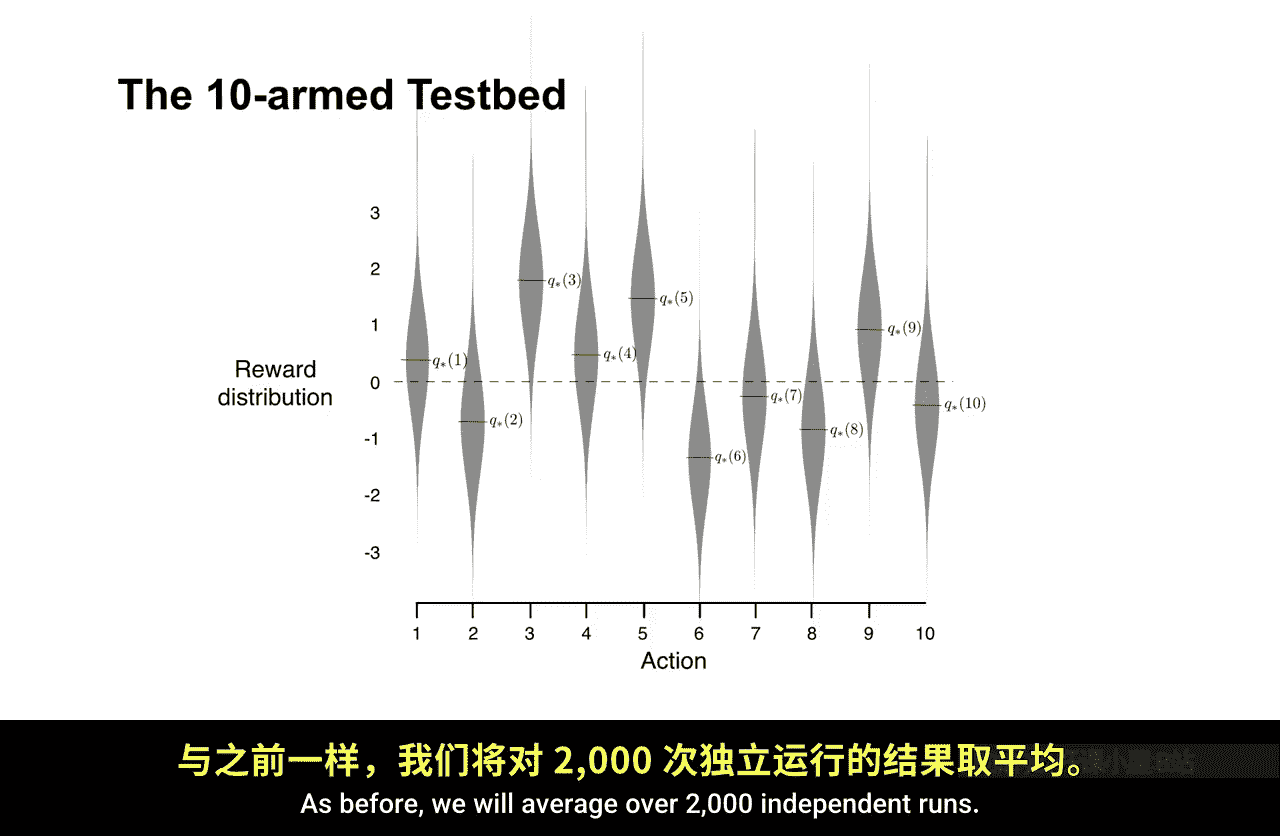 The 10-armed Testbed
3
2
1
0
-1
-2
-3
Reward
distribution
q∗(1)
q∗(2)
q∗(3)
q∗(4)
q∗(5)
q∗(6)
q∗(7)
q∗(8)
q∗(9)
q∗(10)
1 2 3 4 5 6 7 8 9 10
Action
与之前一样，我们将对 2,000 次独立运行的结果取平均。
As before, we will average over 2,000 independent runs.